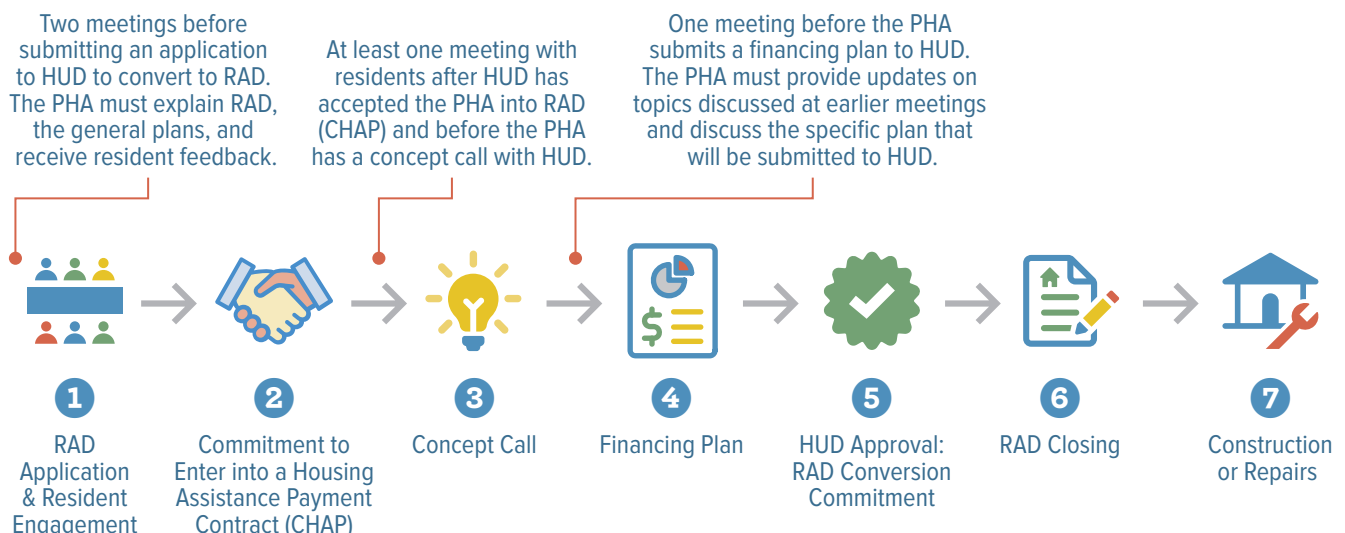 Two meetings before
submitting an application
to HUD to convert to RAD.
The PHA must explain RAD,
the general plans, and
receive resident feedback.
At least one meeting with
residents after HUD has
accepted the PHA into RAD
(CHAP) and before the PHA
has a concept call with HUD.
One meeting before the PHA
submits a financing plan to HUD.
The PHA must provide updates on
topics discussed at earlier meetings
and discuss the specific plan that
will be submitted to HUD.
$
1
RAD
Application
& Resident
Engagement
2
Commitment to
Enter into a Housing
Assistance Payment
Contract (CHAP)
3
Concept Call
4
Financing Plan
5
HUD Approval:
RAD Conversion
Commitment
6
RAD Closing
7
Construction
or Repairs